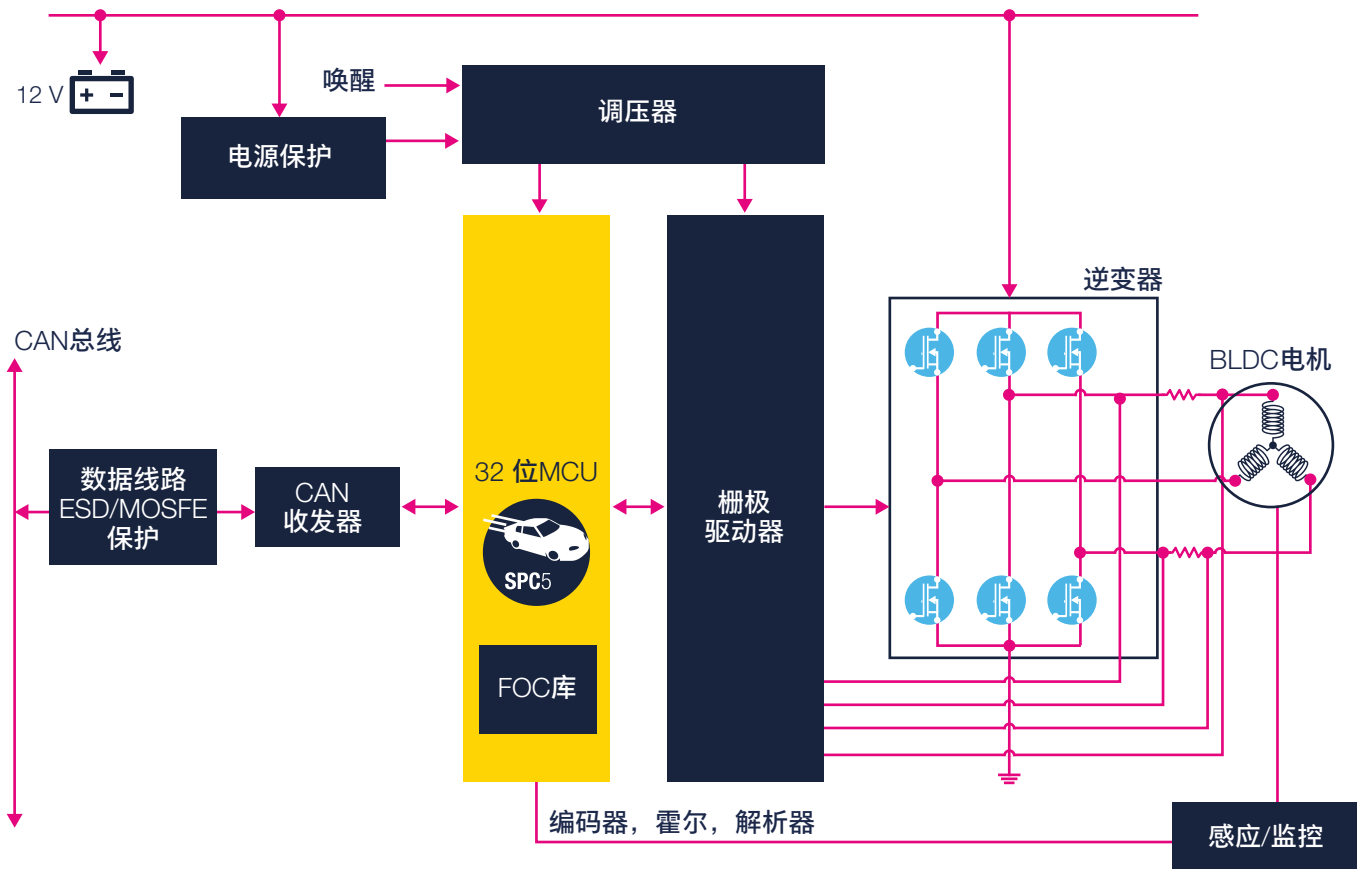 12 V
唤醒
调压器
电源保护
逆变器
CAN总线
BLDC电机
数据线路
ESD/MOSFE
保护
CAN
收发器
32 位MCU
SPC5
FOC库
栅极
驱动器
编码器，霍尔，解析器
感应/监控